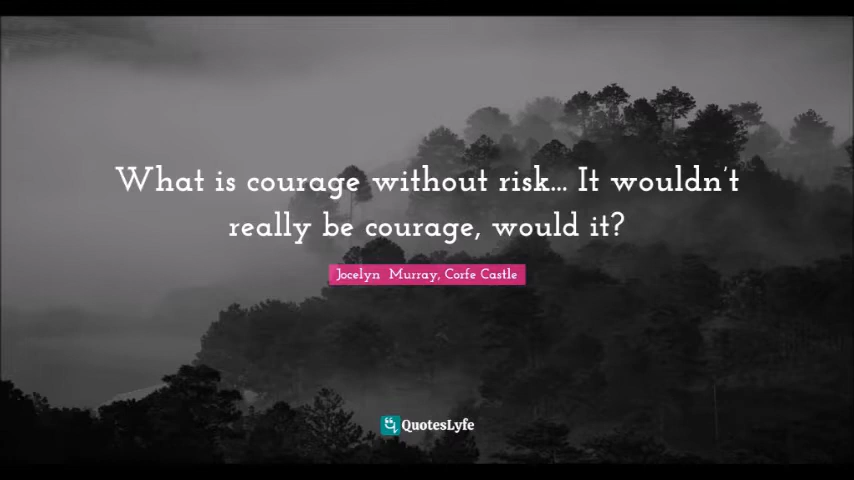 What is courage without risk... It wouldn't
really be courage, would it?
Jocelyn  Murray, Corfe Castle
QuotesLyfe